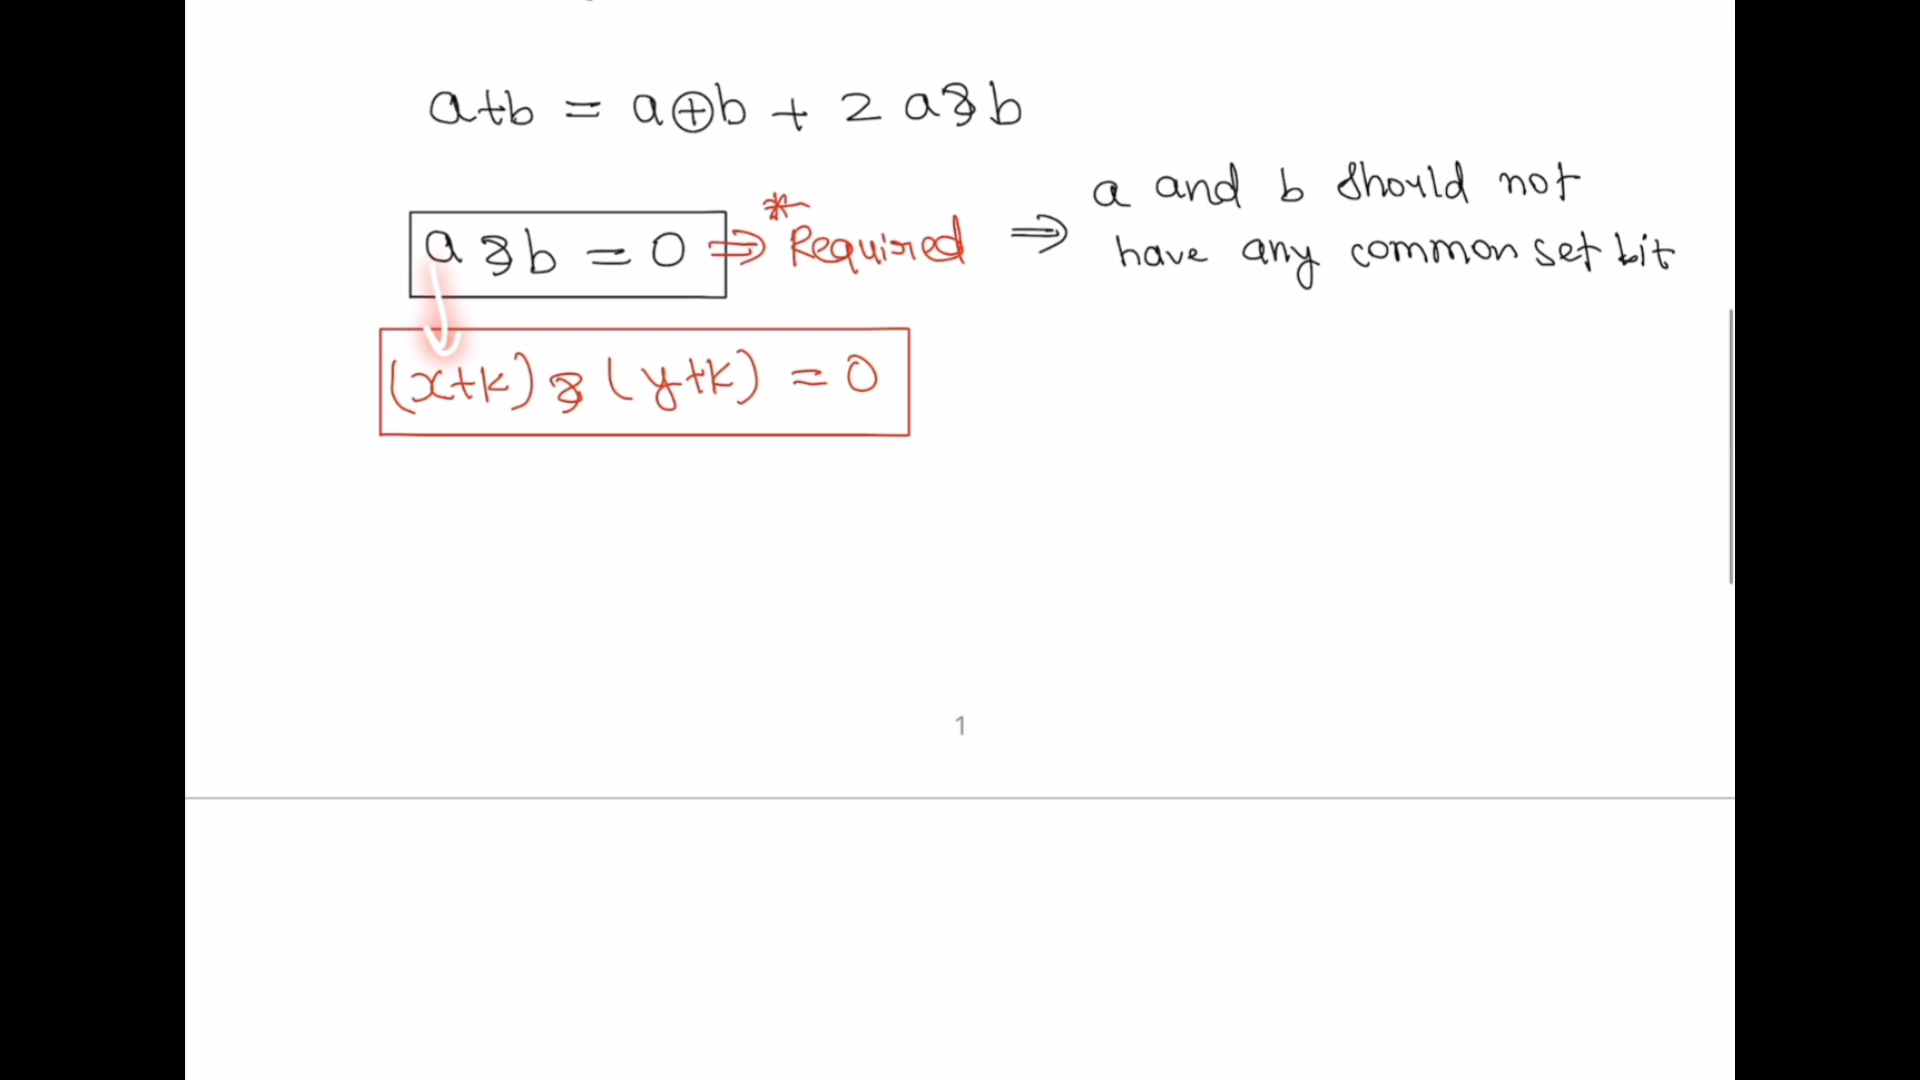 a+b = a⊕b + 2 a&b
a & b = 0 ⇒ *Required ⇒ a and b should not
have any common set bit
(x+k) & (y+k) = 0
1